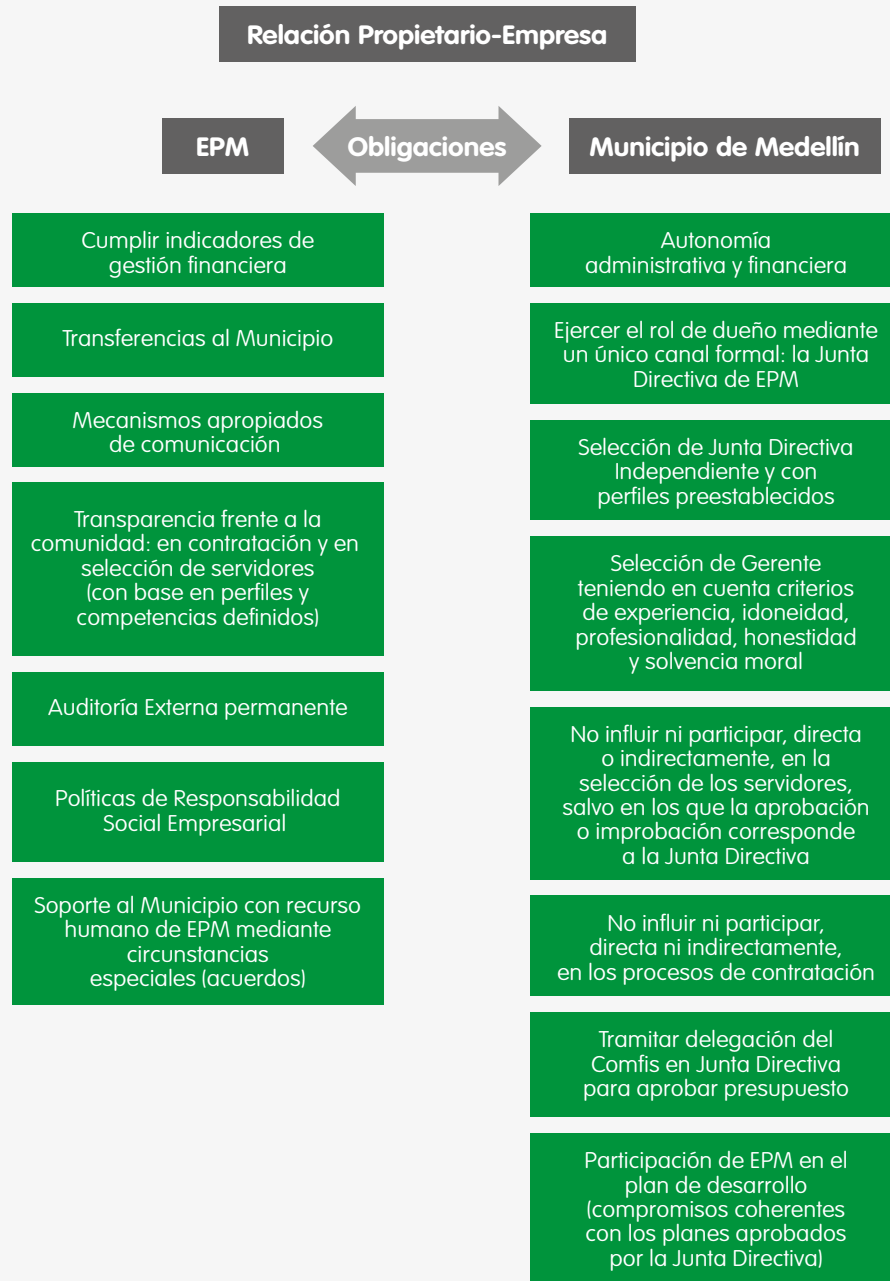 Relación Propietario-Empresa
EPM
Obligaciones
Municipio de Medellín
Cumplir indicadores de
gestión financiera
Transferencias al Municipio
Mecanismos apropiados
de comunicación
Transparencia frente a la
comunidad: en contratación y en
selección de servidores
(con base en perfiles y
competencias definidos)
Auditoría Externa permanente
Políticas de Responsabilidad
Social Empresarial
Soporte al Municipio con recurso
humano de EPM mediante
circunstancias
especiales (acuerdos)
Autonomía
administrativa y financiera
Ejercer el rol de dueño mediante
un único canal formal: la Junta
Directiva de EPM
Selección de Junta Directiva
Independiente y con
perfiles preestablecidos
Selección de Gerente
teniendo en cuenta criterios
de experiencia, idoneidad,
profesionalidad, honestidad
y solvencia moral
No influir ni participar, directa
o indirectamente, en la
selección de los servidores,
salvo en los que la aprobación
o improbación corresponde
a la Junta Directiva
No influir ni participar,
directa ni indirectamente,
en los procesos de contratación
Tramitar delegación del
Comfis en Junta Directiva
para aprobar presupuesto
Participación de EPM en el
plan de desarrollo
(compromisos coherentes
con los planes aprobados
por la Junta Directiva)